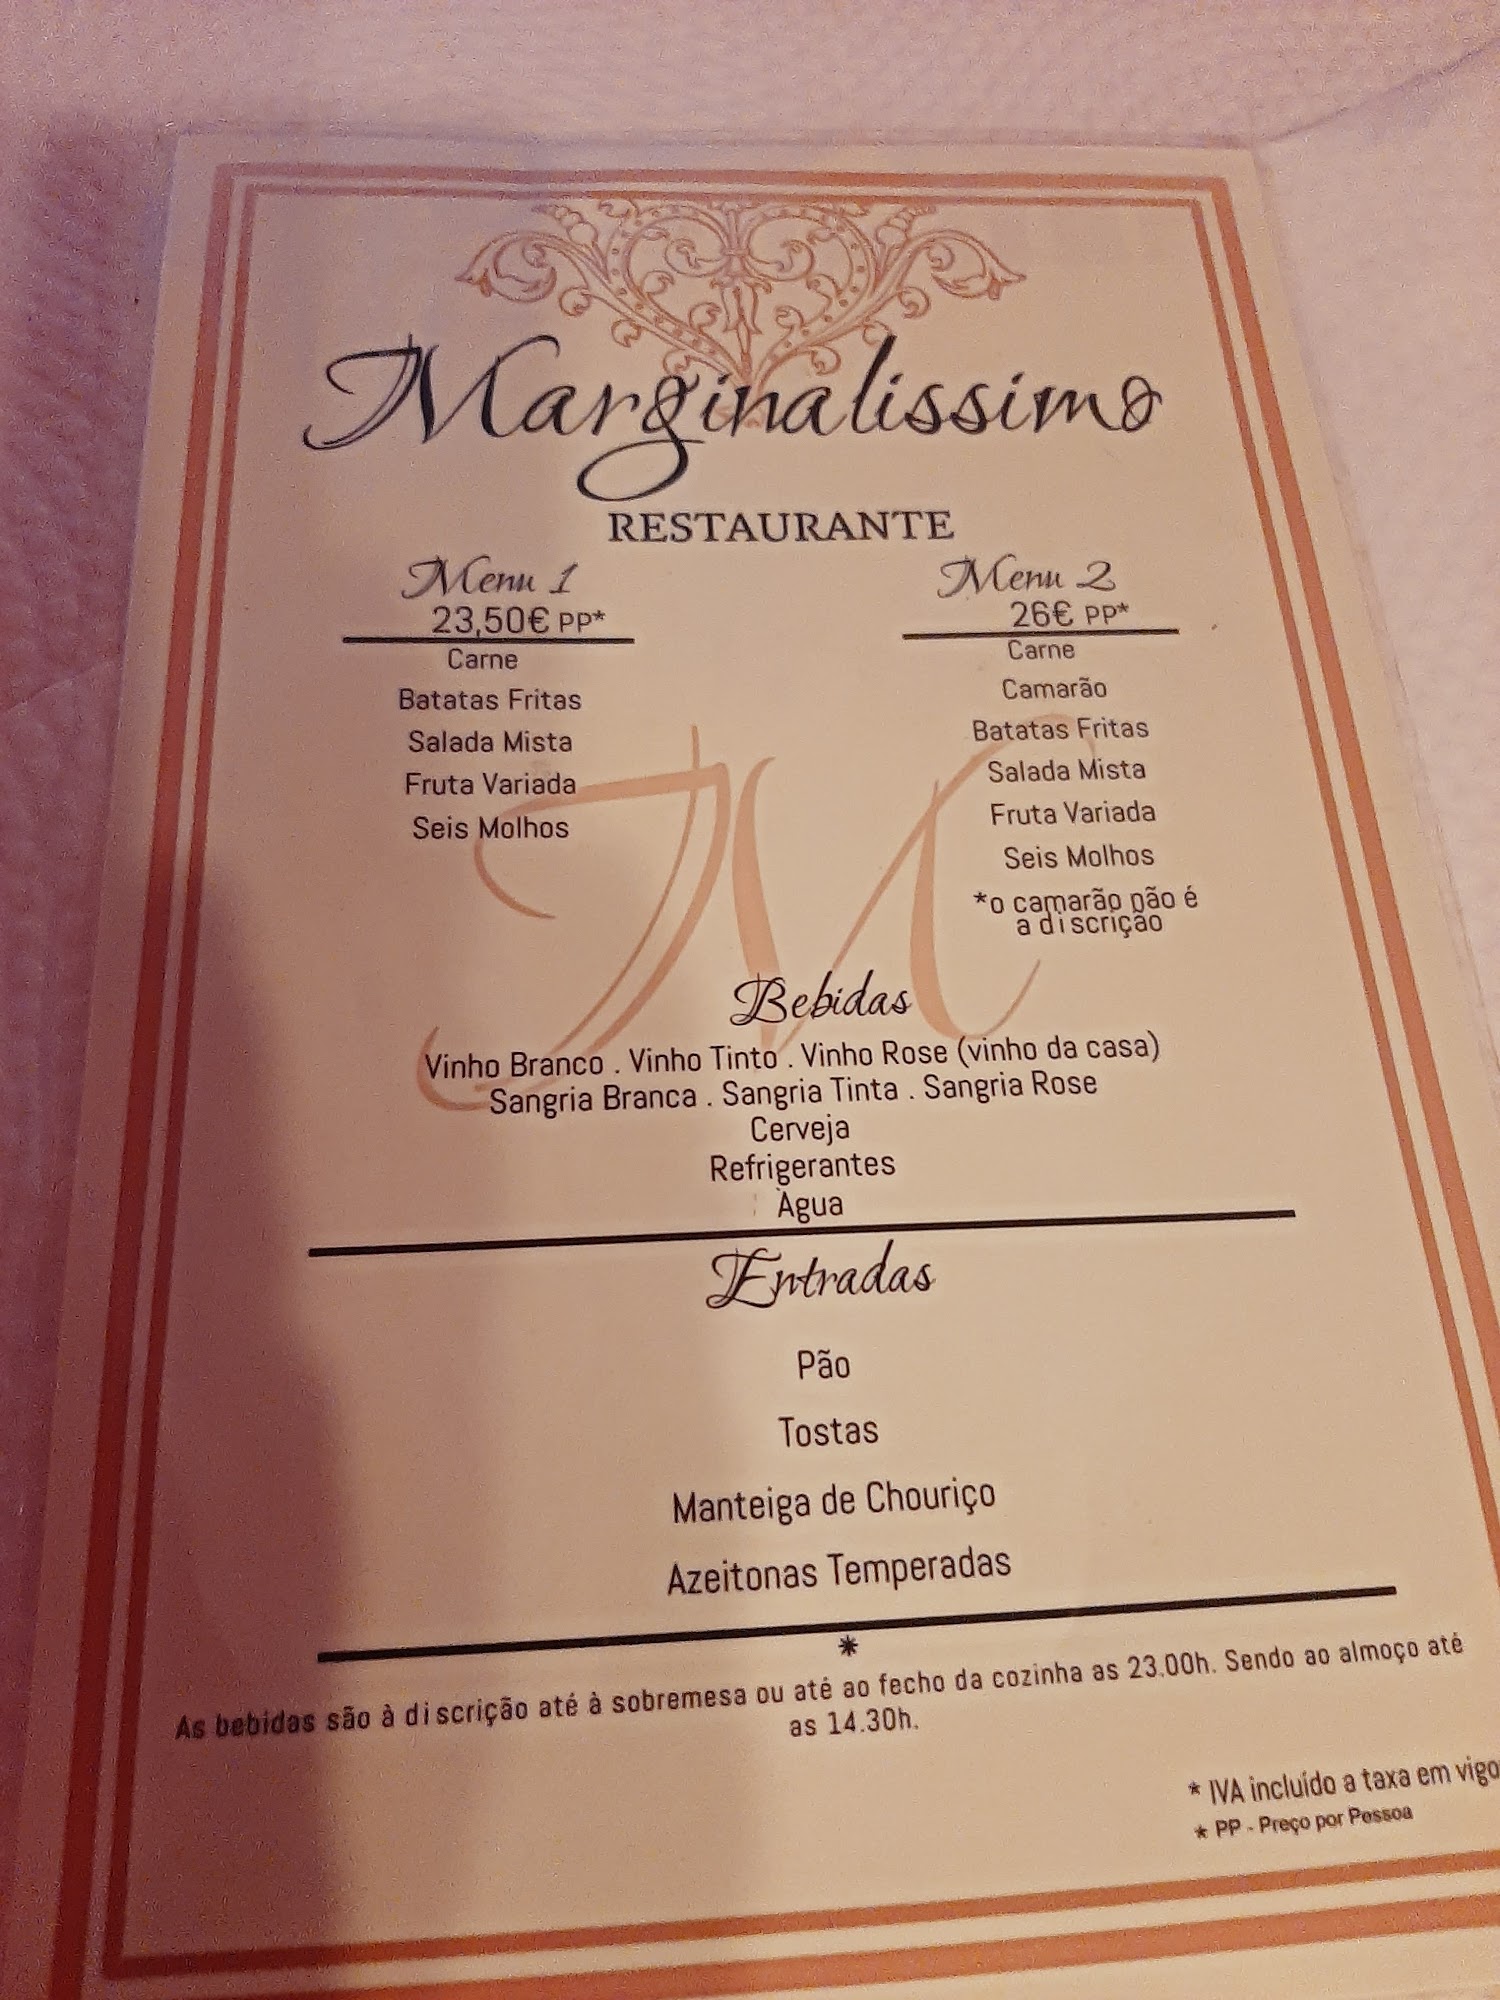 Marginalissimo
RESTAURANTE
Menu 1
23,50€ PP*
Carne
Batatas Fritas
Salada Mista
Fruta Variada
Seis Molhos
Menu 2
26€ PP*
Carne
Camarão
Batatas Fritas
Salada Mista
Fruta Variada
Seis Molhos
*o camarão não é
a discrição
Bebidas
Vinho Branco . Vinho Tinto . Vinho Rose (vinho da casa)
Sangria Branca . Sangria Tinta . Sangria Rose
Cerveja
Refrigerantes
Àgua
Entradas
Pão
Tostas
Manteiga de Chouriço
Azeitonas Temperadas
*
As bebidas são à discrição até à sobremesa ou até ao fecho da cozinha as 23.00h. Sendo ao almoço até
as 14.30h.
* IVA incluído a taxa em vigo
* PP - Preço por Pessoa